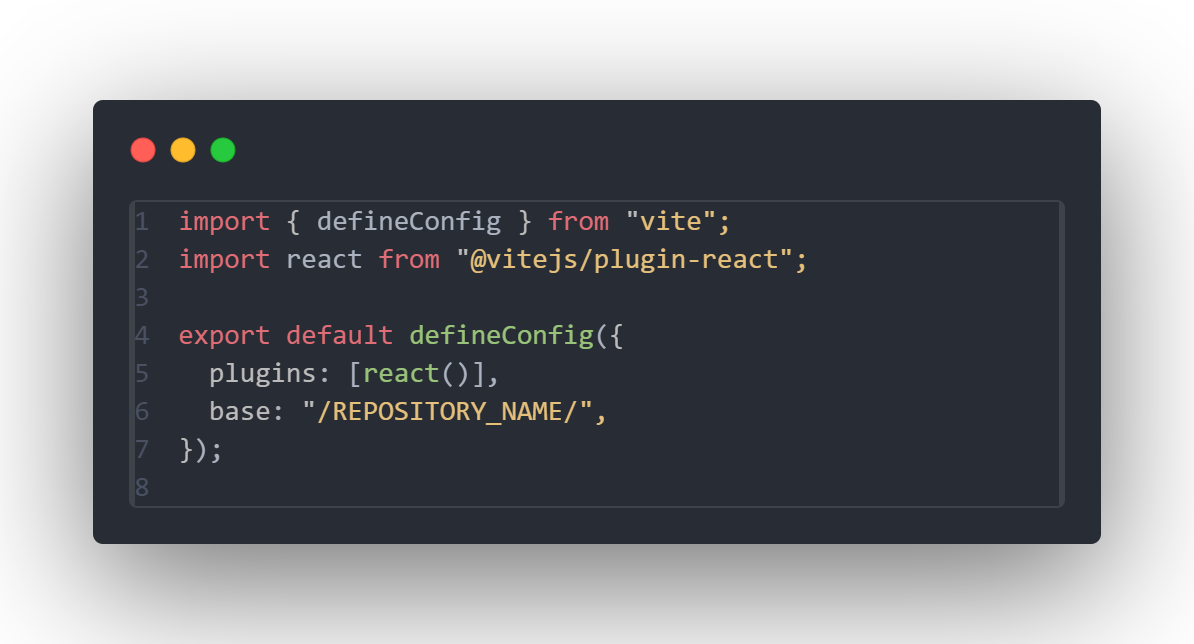 1 import { defineConfig } from "vite";
2 import react from "@vitejs/plugin-react";
3
4 export default defineConfig({
5   plugins: [react()],
6   base: "/REPOSITORY_NAME/",
7 });
8